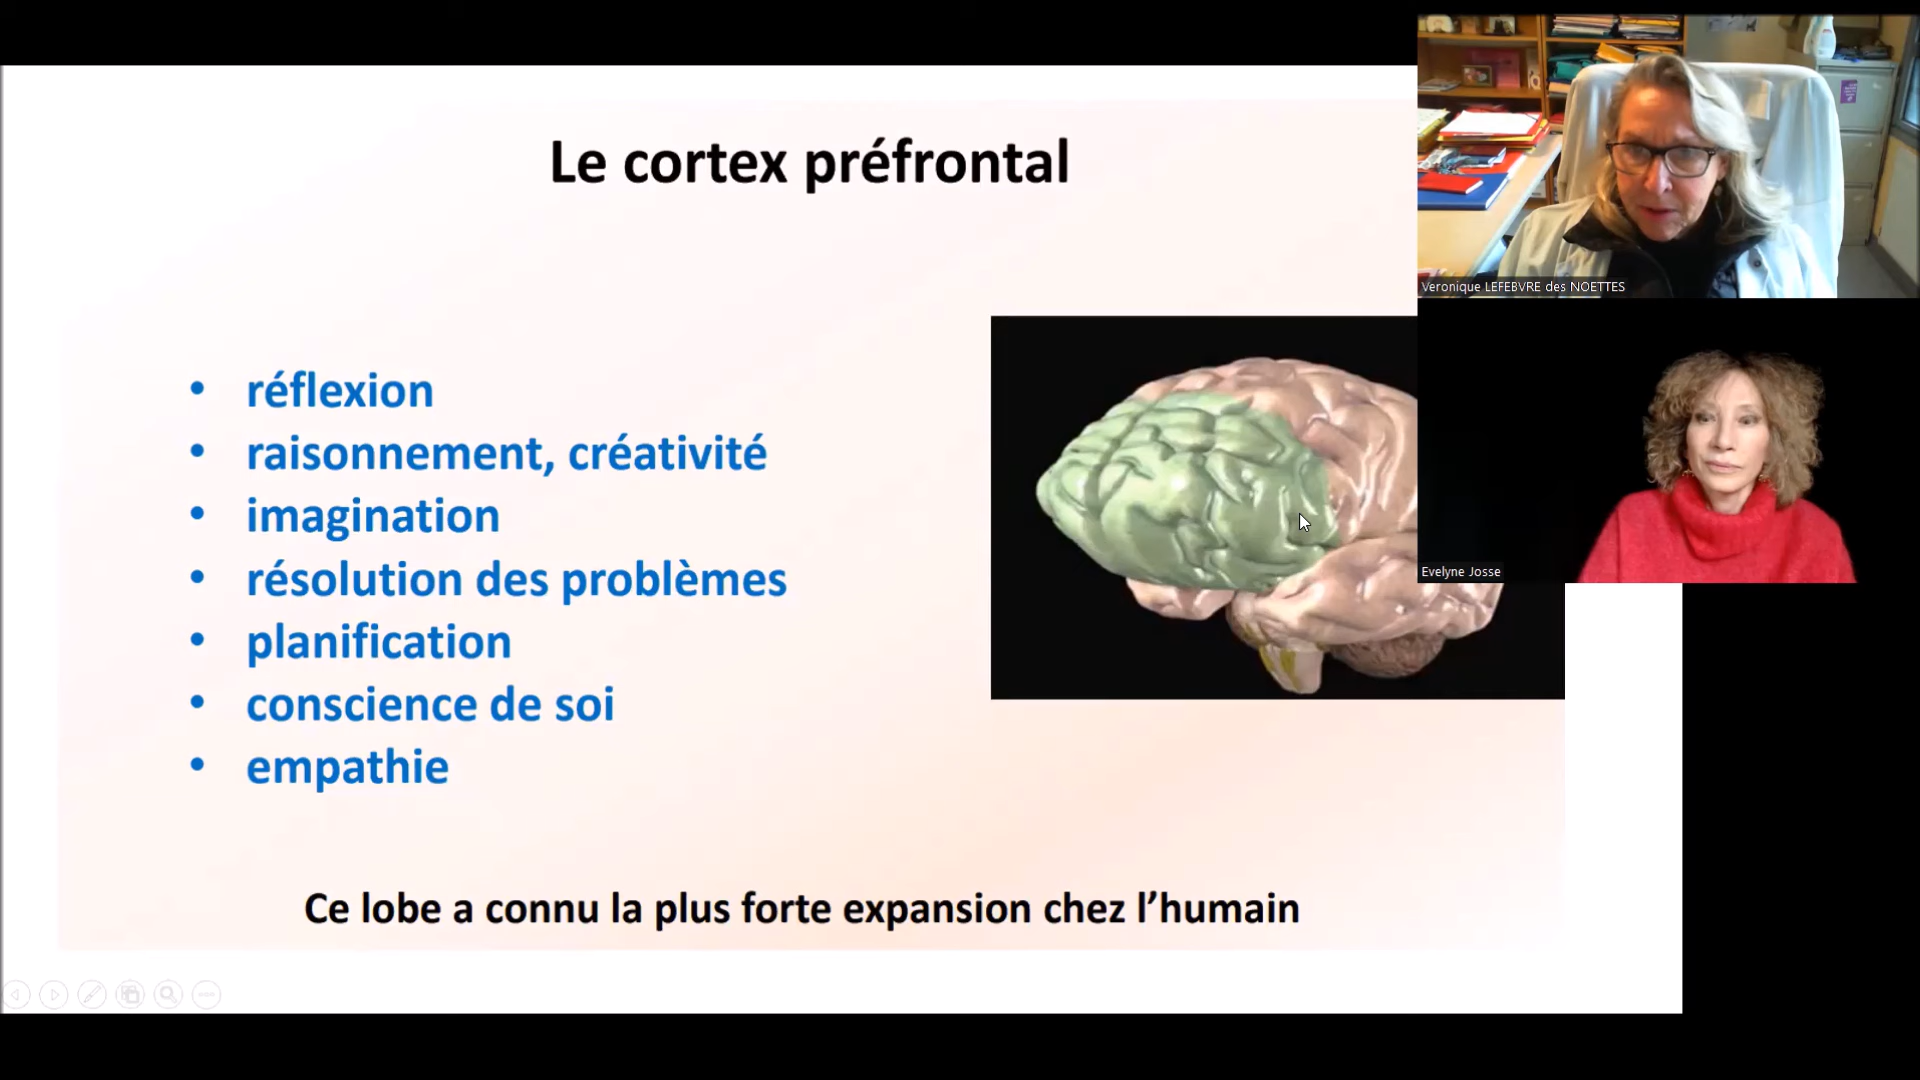 Le cortex préfrontal
• réflexion
• raisonnement, créativité
• imagination
• résolution des problèmes
• planification
• conscience de soi
• empathie
Ce lobe a connu la plus forte expansion chez l’humain
Veronique LEFEBVRE des NOETTES
Evelyne Josse